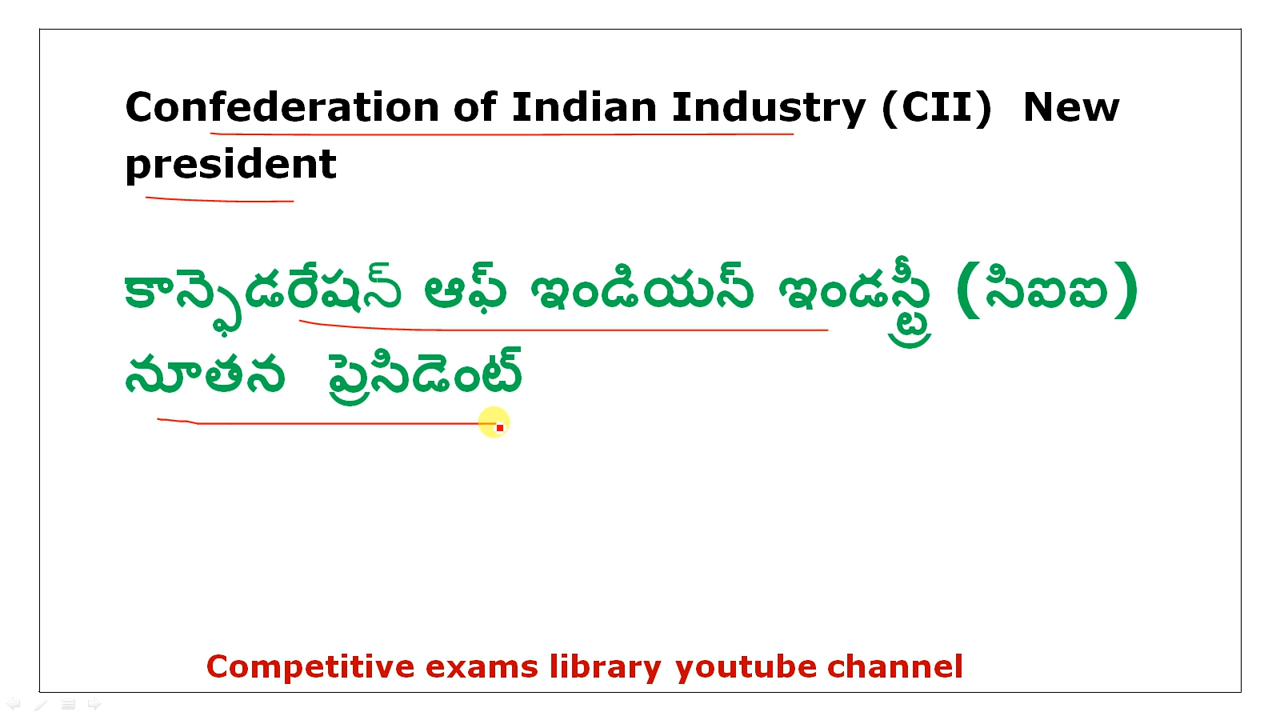 Confederation of Indian Industry (CII) New
president
కాన్ఫెడరేషన్ ఆఫ్ ఇండియన్ ఇండస్ట్రీ (సిఐఐ)
నూతన ప్రెసిడెంట్
Competitive exams library youtube channel